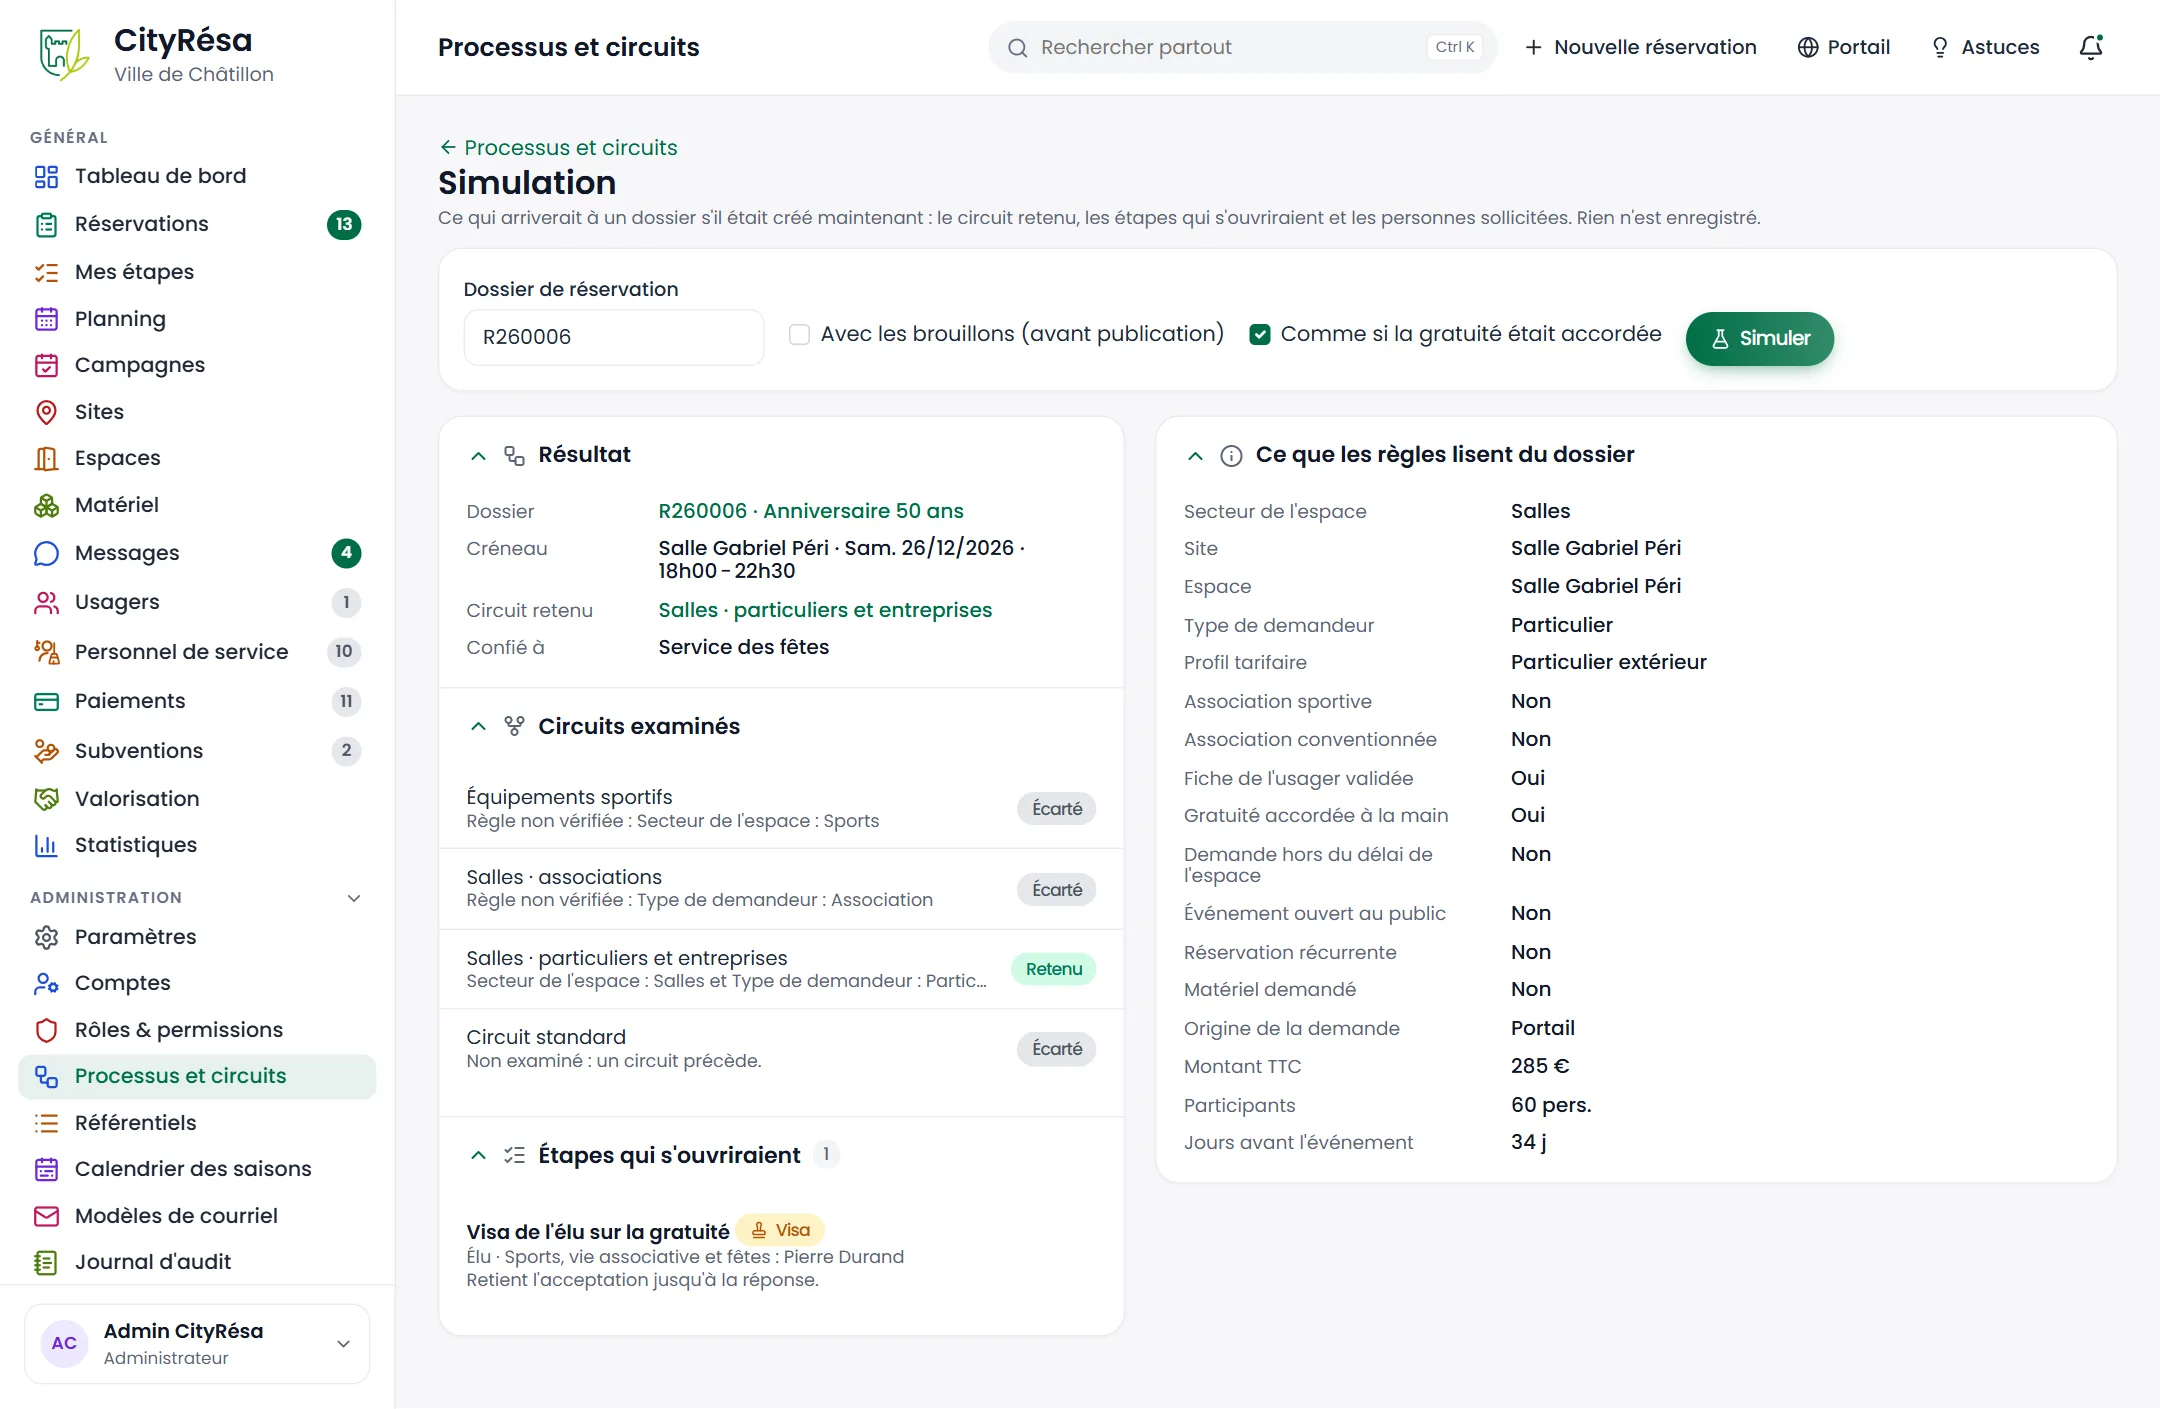 CityRésa
Ville de Châtillon
GÉNÉRAL
Tableau de bord
Réservations 13
Mes étapes
Planning
Campagnes
Sites
Espaces
Matériel
Messages 4
Usagers 1
Personnel de service 10
Paiements 11
Subventions 2
Valorisation
Statistiques
ADMINISTRATION
Paramètres
Comptes
Rôles & permissions
Processus et circuits
Référentiels
Calendrier des saisons
Modèles de courriel
Journal d'audit
AC
Admin CityRésa
Administrateur
Processus et circuits
Rechercher partout Ctrl K
Nouvelle réservation
Portail
Astuces
← Processus et circuits
Simulation
Ce qui arriverait à un dossier s'il était créé maintenant : le circuit retenu, les étapes qui s'ouvriraient et les personnes sollicitées. Rien n'est enregistré.
Dossier de réservation
R260006
Avec les brouillons (avant publication)
Comme si la gratuité était accordée
Simuler
Résultat
Dossier R260006 · Anniversaire 50 ans
Créneau Salle Gabriel Péri · Sam. 26/12/2026 ·
18h00 – 22h30
Circuit retenu Salles · particuliers et entreprises
Confié à Service des fêtes
Circuits examinés
Équipements sportifs
Règle non vérifiée : Secteur de l'espace : Sports
Écarté
Salles · associations
Règle non vérifiée : Type de demandeur : Association
Écarté
Salles · particuliers et entreprises
Secteur de l'espace : Salles et Type de demandeur : Partic...
Retenu
Circuit standard
Non examiné : un circuit précède.
Écarté
Étapes qui s'ouvriraient 1
Visa de l'élu sur la gratuité Visa
Élu · Sports, vie associative et fêtes : Pierre Durand
Retient l'acceptation jusqu'à la réponse.
Ce que les règles lisent du dossier
Secteur de l'espace Salles
Site Salle Gabriel Péri
Espace Salle Gabriel Péri
Type de demandeur Particulier
Profil tarifaire Particulier extérieur
Association sportive Non
Association conventionnée Non
Fiche de l'usager validée Oui
Gratuité accordée à la main Oui
Demande hors du délai de Non
l'espace
Événement ouvert au public Non
Réservation récurrente Non
Matériel demandé Non
Origine de la demande Portail
Montant TTC 285 €
Participants 60 pers.
Jours avant l'événement 34 j